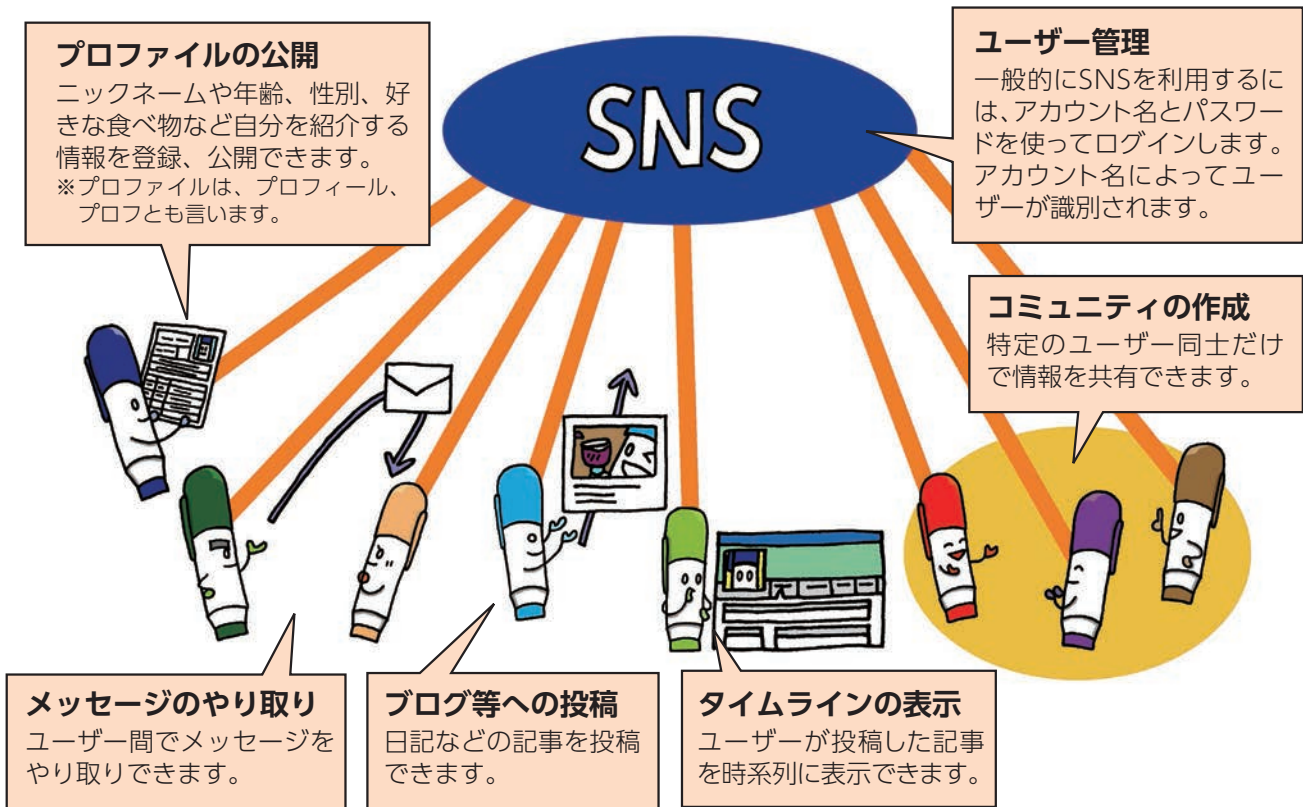 プロファイルの公開
ニックネームや年齢、性別、好
きな食べ物など自分を紹介する
情報を登録、公開できます。
※プロファイルは、プロフィール、
プロフとも言います。
SNS
ユーザー管理
一般的にSNSを利用するに
は、アカウント名とパスワー
ドを使ってログインします。
アカウント名によってユー
ザーが識別されます。
コミュニティの作成
特定のユーザー同士だけ
で情報を共有できます。
メッセージのやり取り
ユーザー間でメッセージを
やり取りできます。
ブログ等への投稿
日記などの記事を投稿
できます。
タイムラインの表示
ユーザーが投稿した記事
を時系列に表示できます。